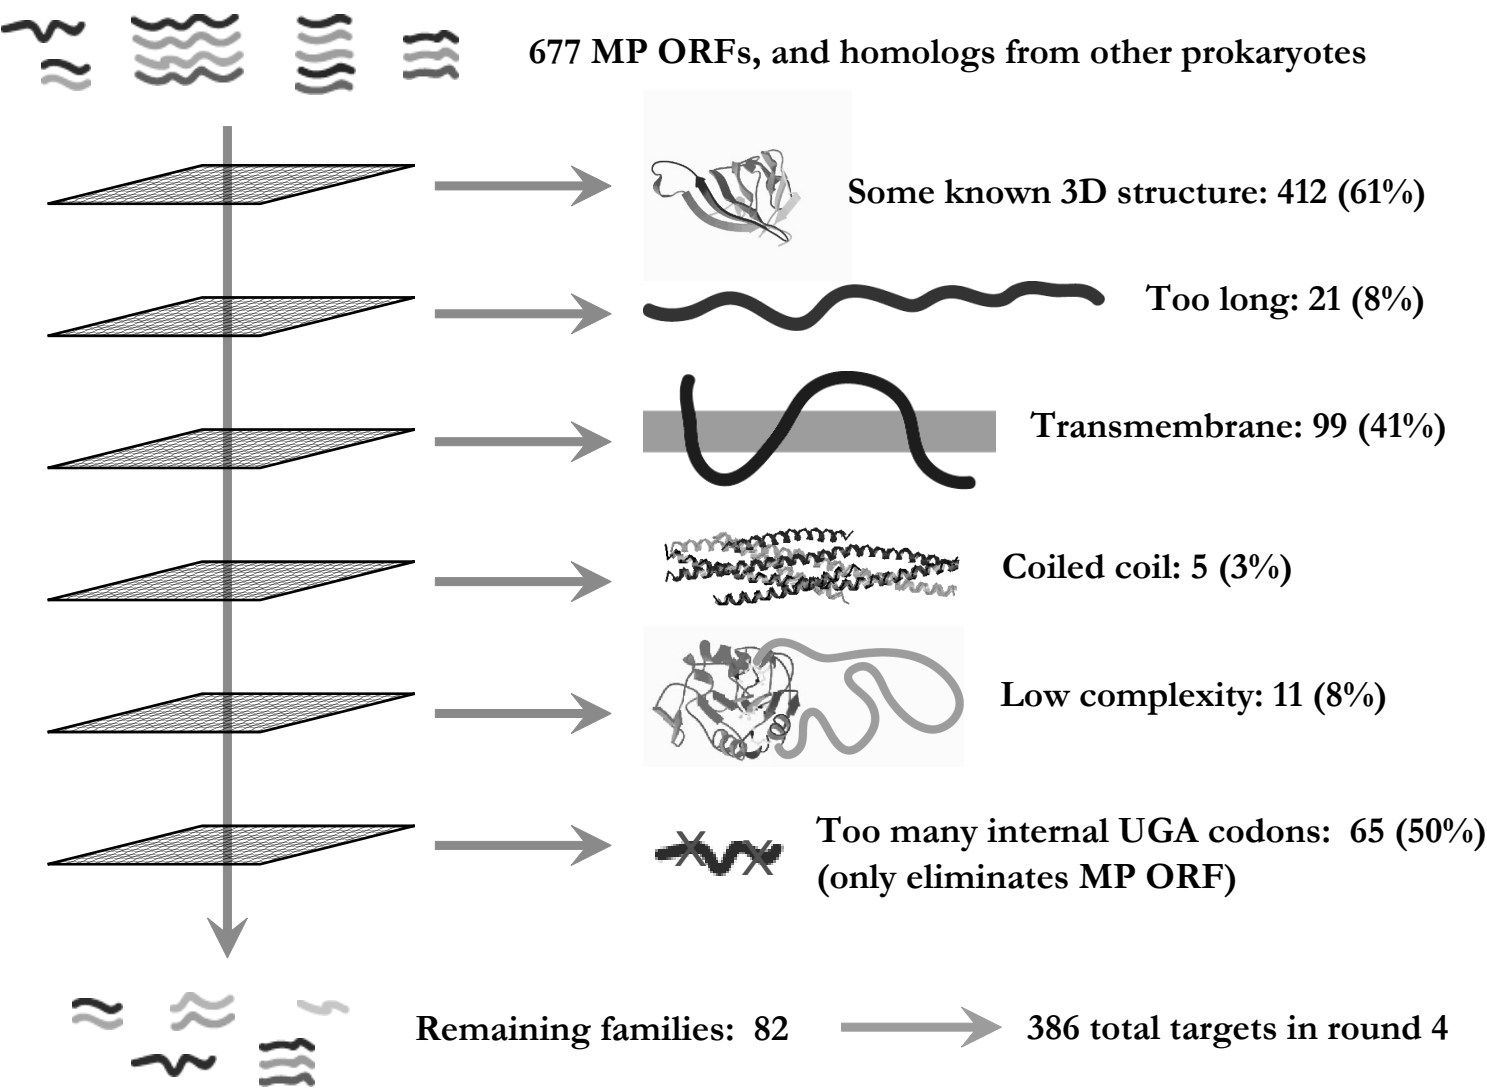 677 MP ORFs, and homologs from other prokaryotes
Some known 3D structure: 412 (61%)
Too long: 21 (8%)
Transmembrane: 99 (41%)
Coiled coil: 5 (3%)
Low complexity: 11 (8%)
Too many internal UGA codons:  65 (50%)
(only eliminates MP ORF)
Remaining families:  82
386 total targets in round 4